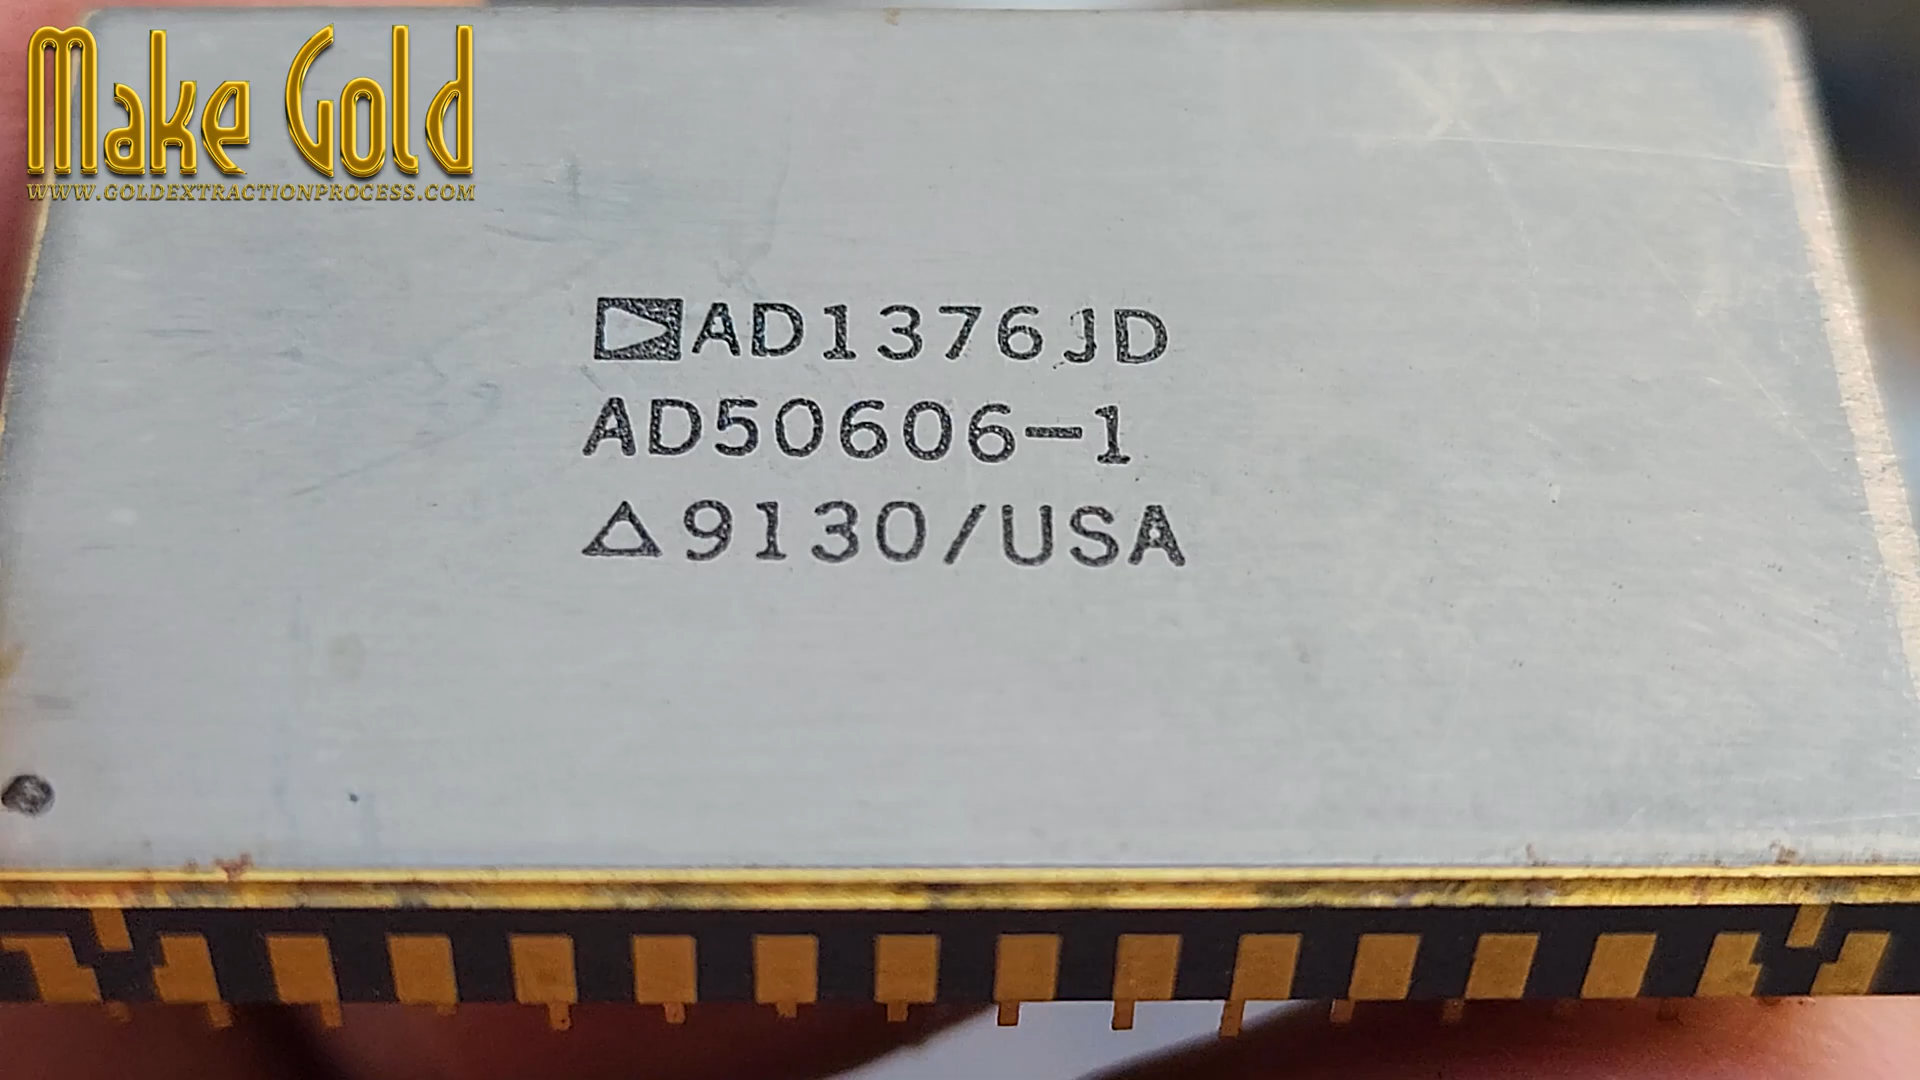 Make Gold
WWW.GOLDEXTRACTIONPROCESS.COM
AD1376JD
AD50606-1
△9130/USA